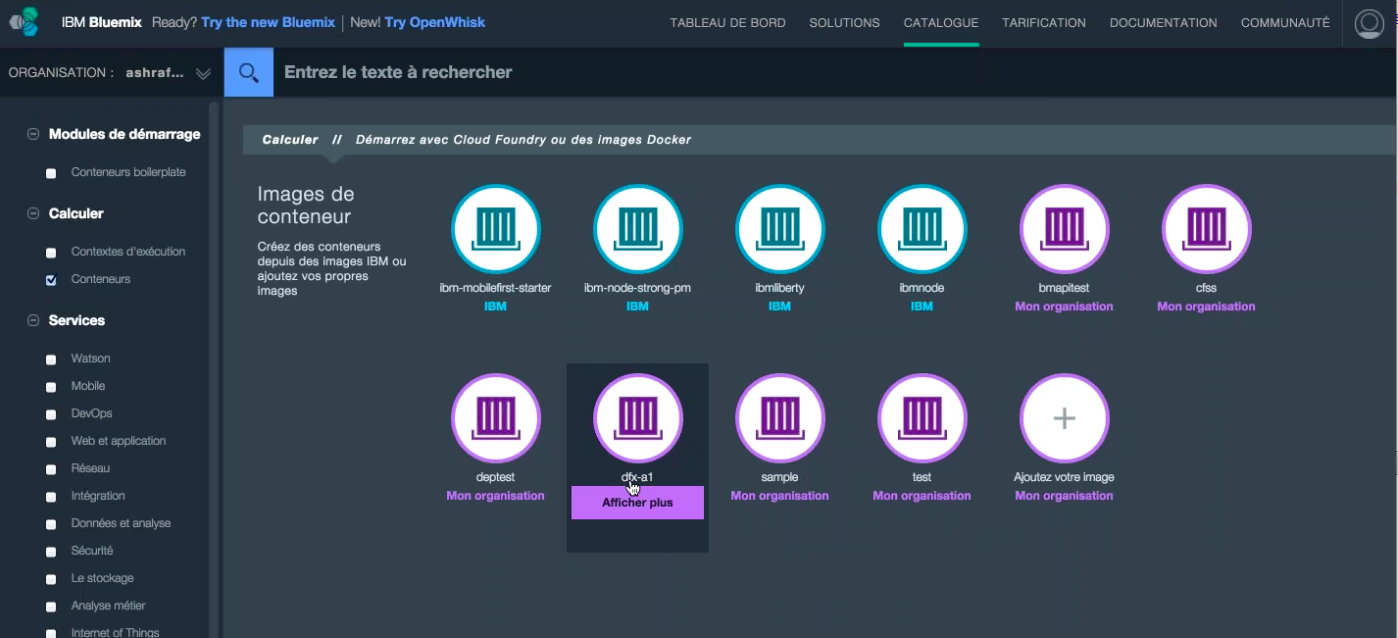 IBM Bluemix Ready? Try the new Bluemix | New! Try OpenWhisk
TABLEAU DE BORD SOLUTIONS CATALOGUE TARIFICATION DOCUMENTATION COMMUNAUTÉ
ORGANISATION : ashraf...
Entrez le texte à rechercher
Modules de démarrage
Conteneurs boilerplate
Calculer
Contextes d'exécution
Conteneurs
Services
Watson
Mobile
DevOps
Web et application
Réseau
Intégration
Données et analyse
Sécurité
Le stockage
Analyse métier
Internet of Things
Calculer // Démarrez avec Cloud Foundry ou des images Docker
Images de
conteneur
Créez des conteneurs
depuis des images IBM ou
ajoutez vos propres
images
ibm-mobilefirst-starter
IBM
ibm-node-strong-pm
IBM
ibmliberty
IBM
ibmnode
IBM
bmapitest
Mon organisation
cfss
Mon organisation
deptest
Mon organisation
dfx-a1
Afficher plus
sample
Mon organisation
test
Mon organisation
Ajoutez votre image
Mon organisation